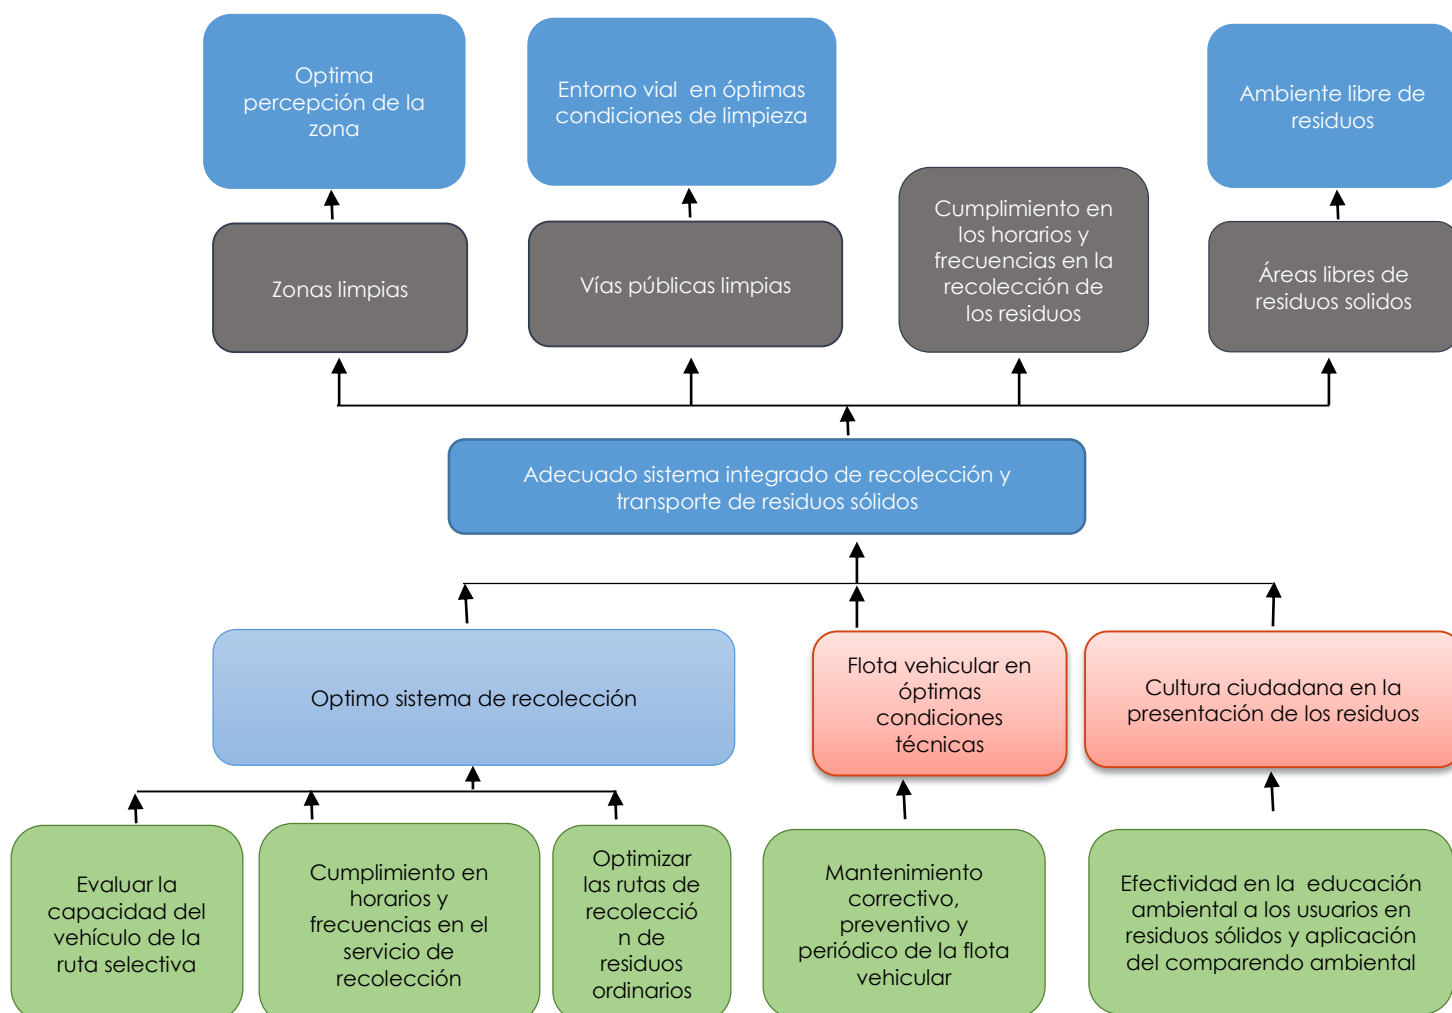 Optima
percepción de la
zona
Entorno vial  en óptimas
condiciones de limpieza
Ambiente libre de
residuos
Zonas limpias
Vías públicas limpias
Cumplimiento en
los horarios y
frecuencias en la
recolección de
los residuos
Áreas libres de
residuos solidos
Adecuado sistema integrado de recolección y
transporte de residuos sólidos
Optimo sistema de recolección
Flota vehicular en
óptimas
condiciones
técnicas
Cultura ciudadana en la
presentación de los residuos
Evaluar la
capacidad del
vehículo de la
ruta selectiva
Cumplimiento en
horarios y
frecuencias en el
servicio de
recolección
Optimizar
las rutas de
recolecció
n de
residuos
ordinarios
Mantenimiento
correctivo,
preventivo y
periódico de la flota
vehicular
Efectividad en la  educación
ambiental a los usuarios en
residuos sólidos y aplicación
del comparendo ambiental